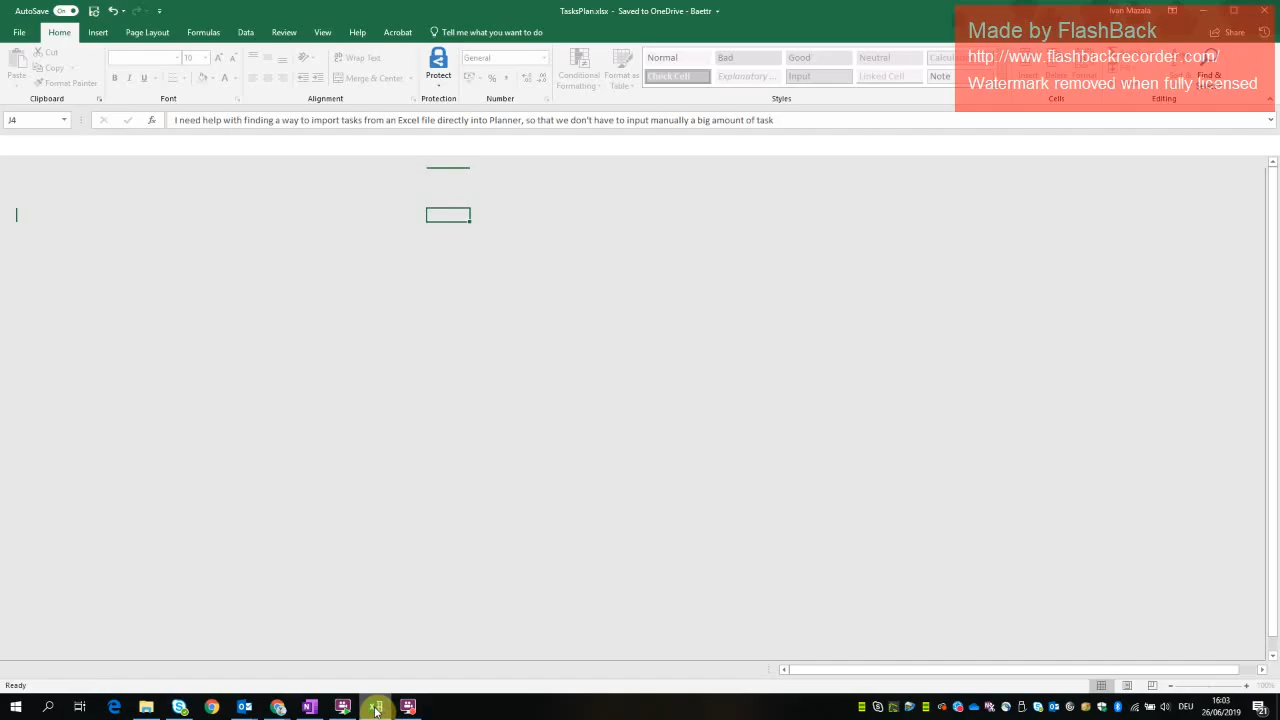 AutoSave On
TasksPlan.xlsx - Saved to OneDrive - Baettr
Ivan Mazala
Made by FlashBack
http://www.flashbackrecorder.com/
Watermark removed when fully licensed
File Home Insert Page Layout Formulas Data Review View Help Acrobat Tell me what you want to do Share
Cut
Copy
Format Painter
Paste
Clipboard
10
Font
Wrap Text
Merge & Center
Alignment
Protect
Protection
General
Number
Conditional Formatting
Format as Table
Normal Bad Good Neutral
Check Cell Explanatory ... Input Linked Cell Note
Styles
Cells
Find &
Editing
J4
fx
I need help with finding a way to import tasks from an Excel file directly into Planner, so that we don't have to input manually a big amount of task
Ready
100%
DEU
16:03
26/06/2019